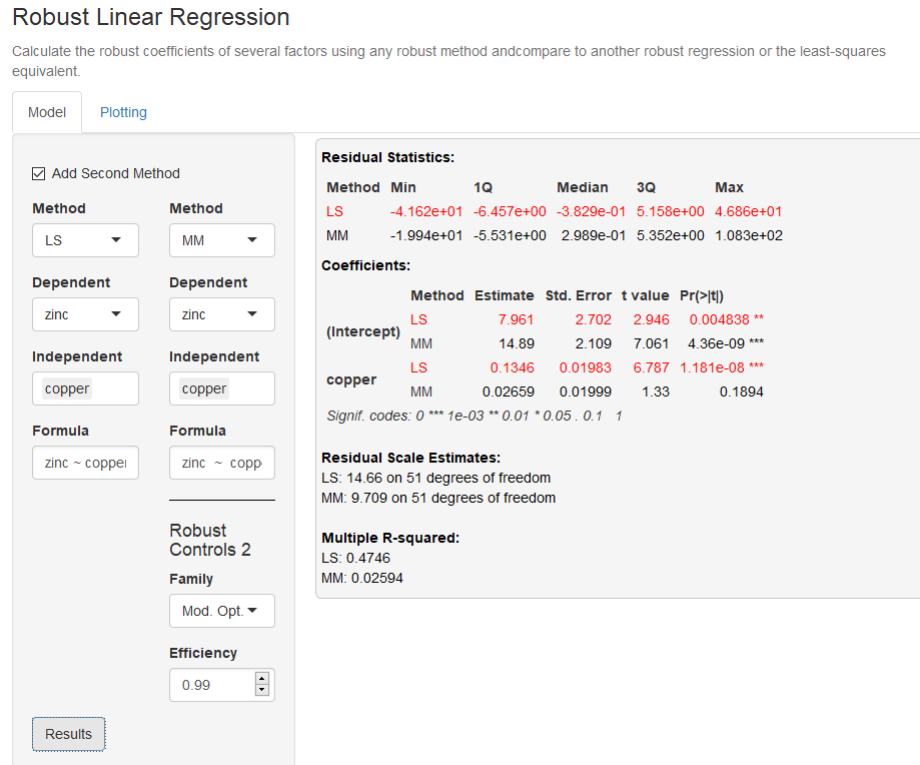 Robust Linear Regression
Calculate the robust coefficients of several factors using any robust method andcompare to another robust regression or the least-squares
equivalent.
Model Plotting
Add Second Method
Method Method
LS MM
Dependent Dependent
zinc zinc
Independent Independent
copper copper
Formula Formula
zinc ~ copper zinc ~ copp
Robust
Controls 2
Family
Mod. Opt.
Efficiency
0.99
Results
Residual Statistics:
Method Min 1Q Median 3Q Max
LS -4.162e+01 -6.457e+00 -3.829e-01 5.158e+00 4.686e+01
MM -1.994e+01 -5.531e+00 2.989e-01 5.352e+00 1.083e+02
Coefficients:
Method Estimate Std. Error t value Pr(>|t|)
(Intercept)
LS 7.961 2.702 2.946 0.004838 **
MM 14.89 2.109 7.061 4.36e-09 ***
copper
LS 0.1346 0.01983 6.787 1.181e-08 ***
MM 0.02659 0.01999 1.33 0.1894
Signif. codes: 0 *** 1e-03 ** 0.01 * 0.05 . 0.1 1
Residual Scale Estimates:
LS: 14.66 on 51 degrees of freedom
MM: 9.709 on 51 degrees of freedom
Multiple R-squared:
LS: 0.4746
MM: 0.02594